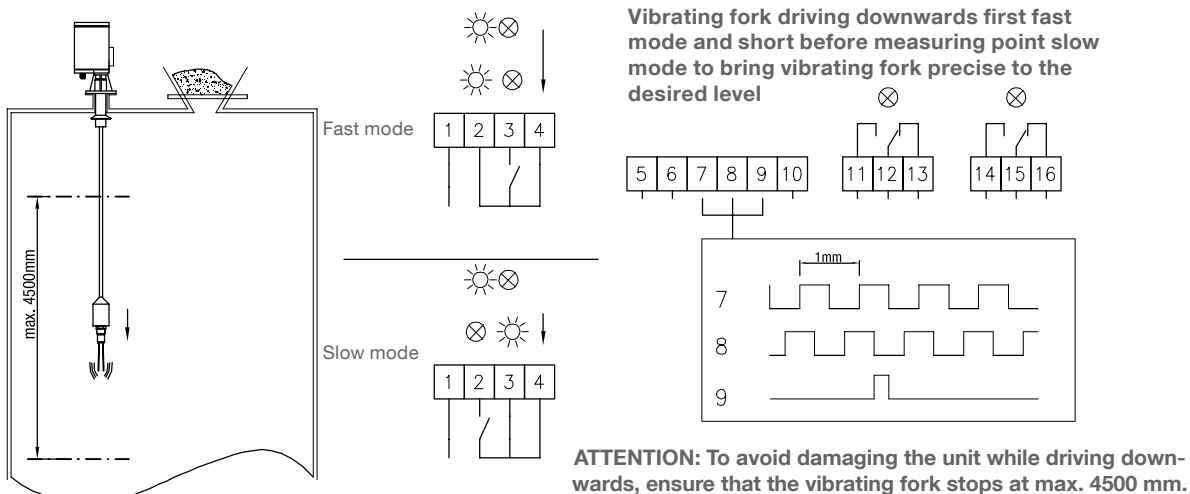 Vibrating fork driving downwards first fast
mode and short before measuring point slow
mode to bring vibrating fork precise to the
desired level
Fast mode
1 2 3 4
5 6 7 8 9 10
11 12 13
14 15 16
max. 4500mm
1mm
7
8
9
Slow mode
1 2 3 4
ATTENTION: To avoid damaging the unit while driving down-
wards, ensure that the vibrating fork stops at max. 4500 mm.